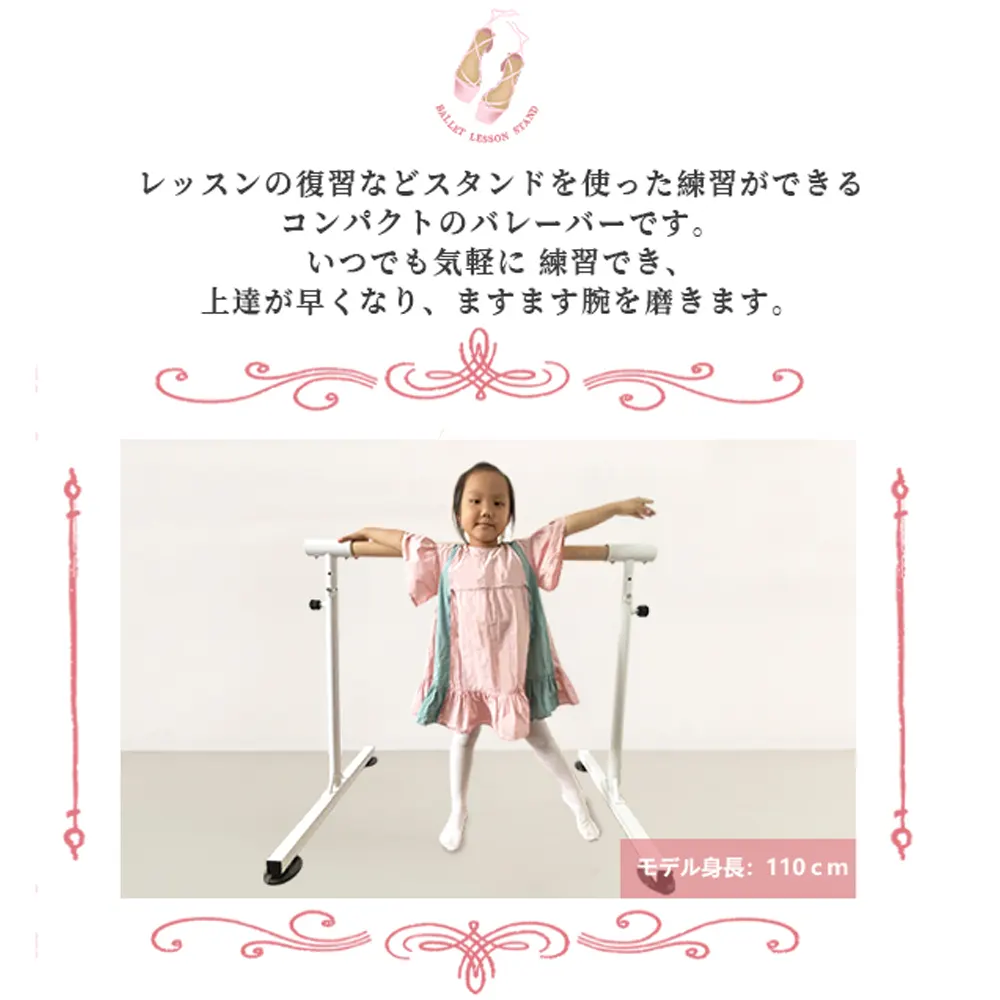 BALLET LESSON STAND
レッスンの復習などスタンドを使った練習ができる
コンパクトのバレーバーです。
いつでも気軽に 練習でき、
上達が早くなり、ますます腕を磨きます。
モデル身長：110ｃｍ